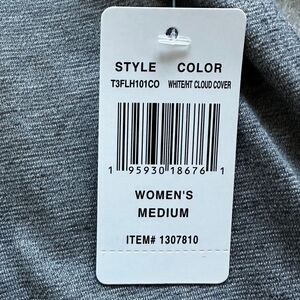 STYLE COLOR
T3FLH101CO WHITE/HT CLOUD COVER
1 95930 18676 1
WOMEN'S
MEDIUM
ITEM# 1307810